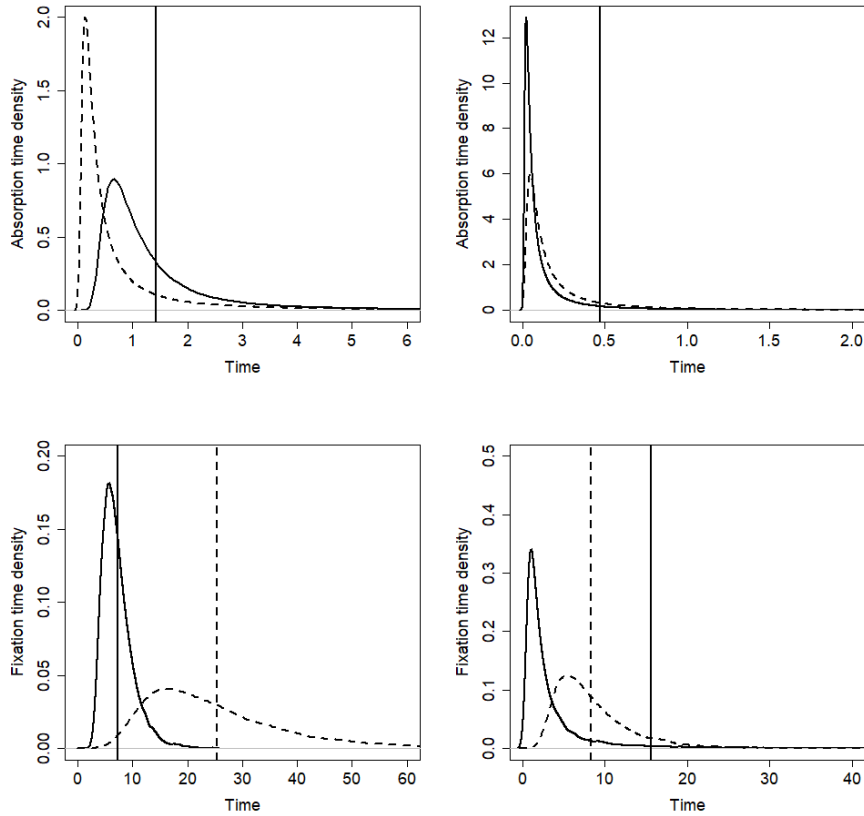 Absorption time density
0.0 0.5 1.0 1.5 2.0
0 1 2 3 4 5 6
Time
Absorption time density
0 2 4 6 8 10 12
0.0 0.5 1.0 1.5 2.0
Time
Fixation time density
0.00 0.05 0.10 0.15 0.20
0 10 20 30 40 50 60
Time
Fixation time density
0.0 0.1 0.2 0.3 0.4 0.5
0 10 20 30 40
Time